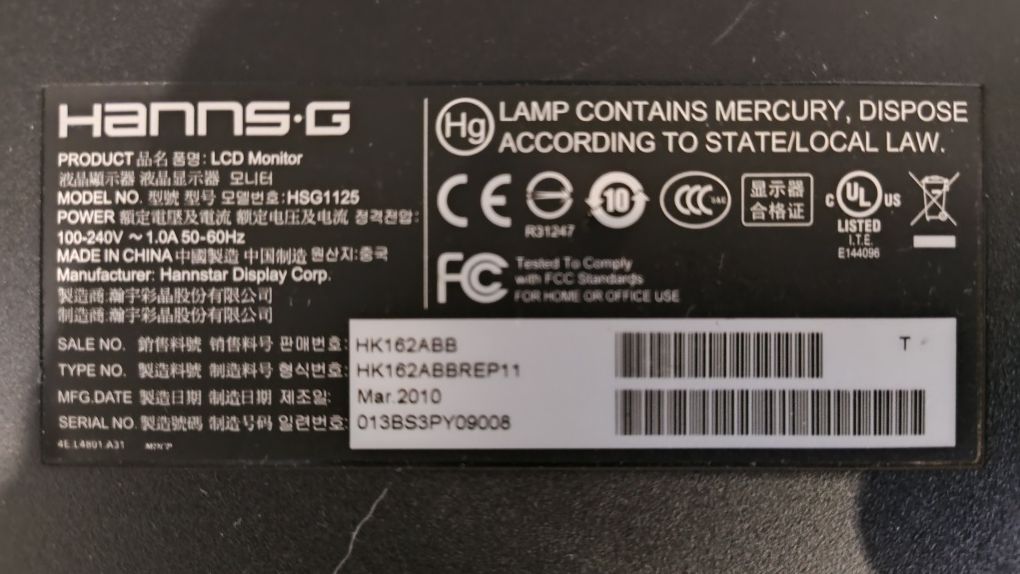 Hanns·G
PRODUCT 品名 품명: LCD Monitor
液晶顯示器 液晶显示器 모니터
MODEL NO. 型號 型号 모델번호: HSG1125
POWER 額定電壓及電流 额定电压及电流 정격전압:
100-240V ~ 1.0A 50-60Hz
MADE IN CHINA 中國製造 中国制造 원산지: 중국
Manufacturer: Hannstar Display Corp.
製造商: 瀚宇彩晶股份有限公司
制造商: 瀚宇彩晶股份有限公司
Hg LAMP CONTAINS MERCURY, DISPOSE
ACCORDING TO STATE/LOCAL LAW.
CE
R31247
10
CCC
S&E
显示器
合格证
C UL US
LISTED
I.T.E.
E144096
FC Tested To Comply
with FCC Standards
FOR HOME OR OFFICE USE
SALE NO. 銷售料號 销售料号 판매번호: HK162ABB
T
TYPE NO. 製造料號 制造料号 형식번호: HK162ABBREP11
MFG.DATE 製造日期 制造日期 제조일: Mar.2010
SERIAL NO. 製造號碼 制造号码 일련번호: 013BS3PY09008
4E.L4801.A31